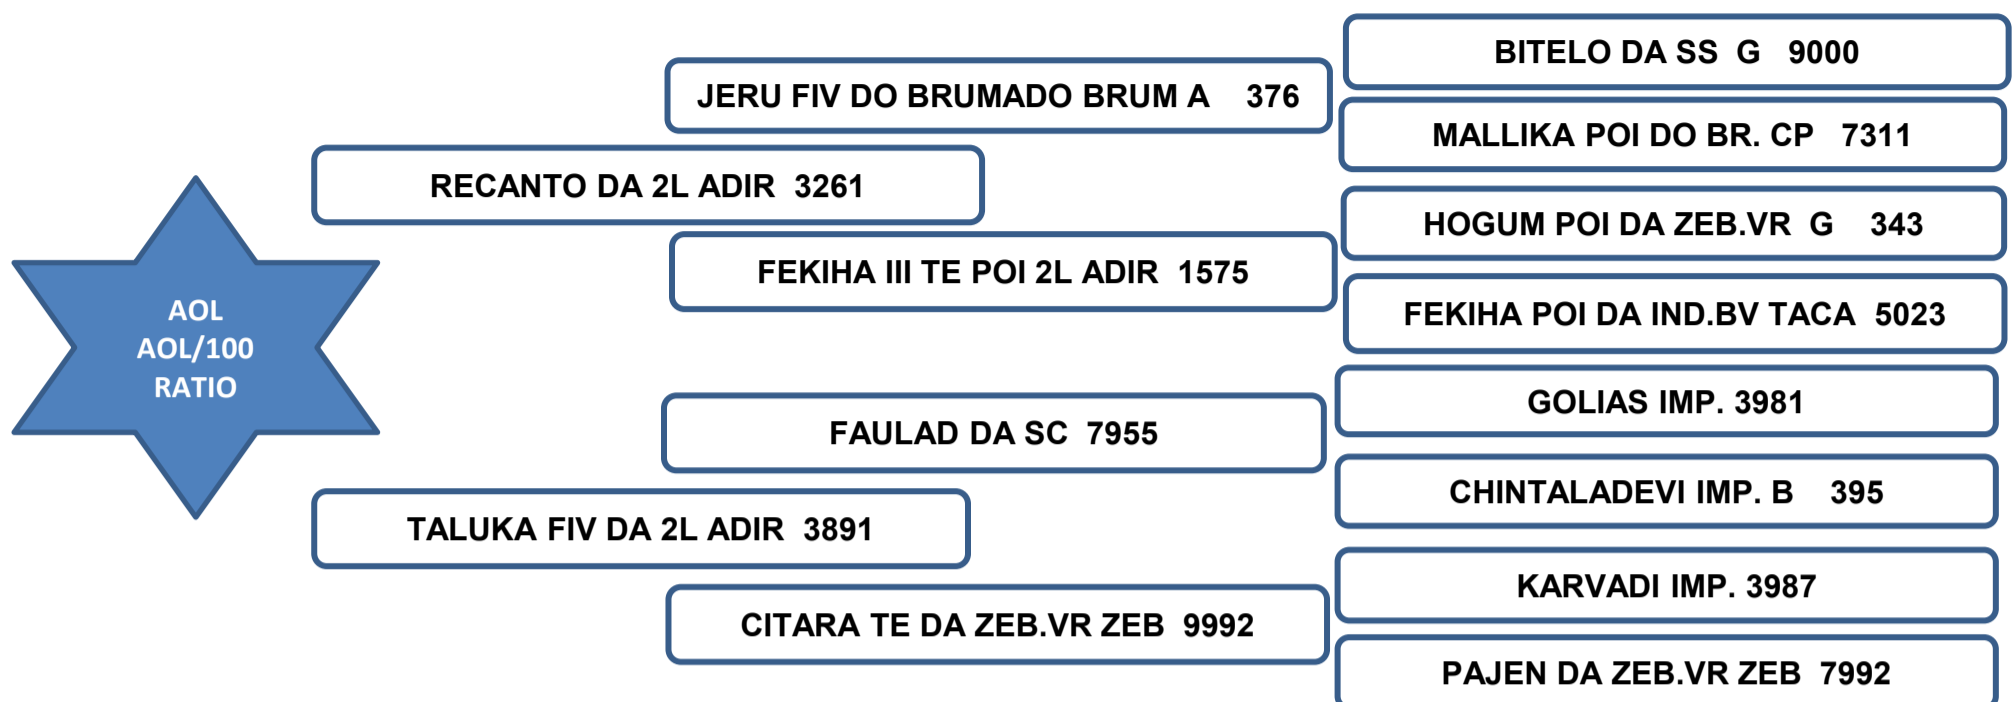 BITELO DA SS G 9000
JERU FIV DO BRUMADO BRUM A 376
MALLIKA POI DO BR. CP 7311
RECANTO DA 2L ADIR 3261
HOGUM POI DA ZEB.VR G 343
FEKIHA III TE POI 2L ADIR 1575
FEKIHA POI DA IND.BV TACA 5023
AOL
AOL/100
RATIO
GOLIAS IMP. 3981
FAULAD DA SC 7955
CHINTALADEVI IMP. B 395
TALUKA FIV DA 2L ADIR 3891
KARVADI IMP. 3987
CITARA TE DA ZEB.VR ZEB 9992
PAJEN DA ZEB.VR ZEB 7992